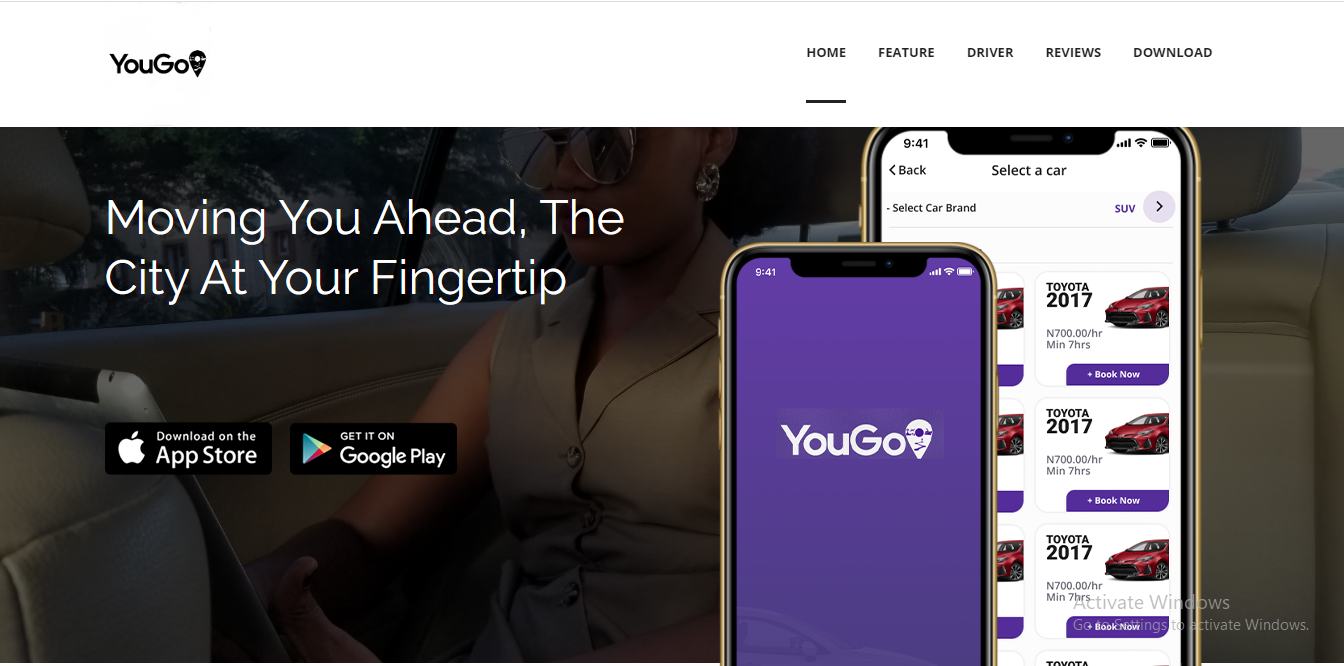 YouGo
HOME FEATURE DRIVER REVIEWS DOWNLOAD
Moving You Ahead, The
City At Your Fingertip
Download on the
App Store
GET IT ON
Google Play
9:41
YouGo
9:41
Back
Select a car
- Select Car Brand
SUV
TOYOTA
2017
N700.00/hr
Min 7hrs
+ Book Now
TOYOTA
2017
N700.00/hr
Min 7hrs
+ Book Now
TOYOTA
2017
N700.00/hr
Min 7hrs
+ Book Now
TOYOTA
Activate Windows
Go to Settings to activate Windows.